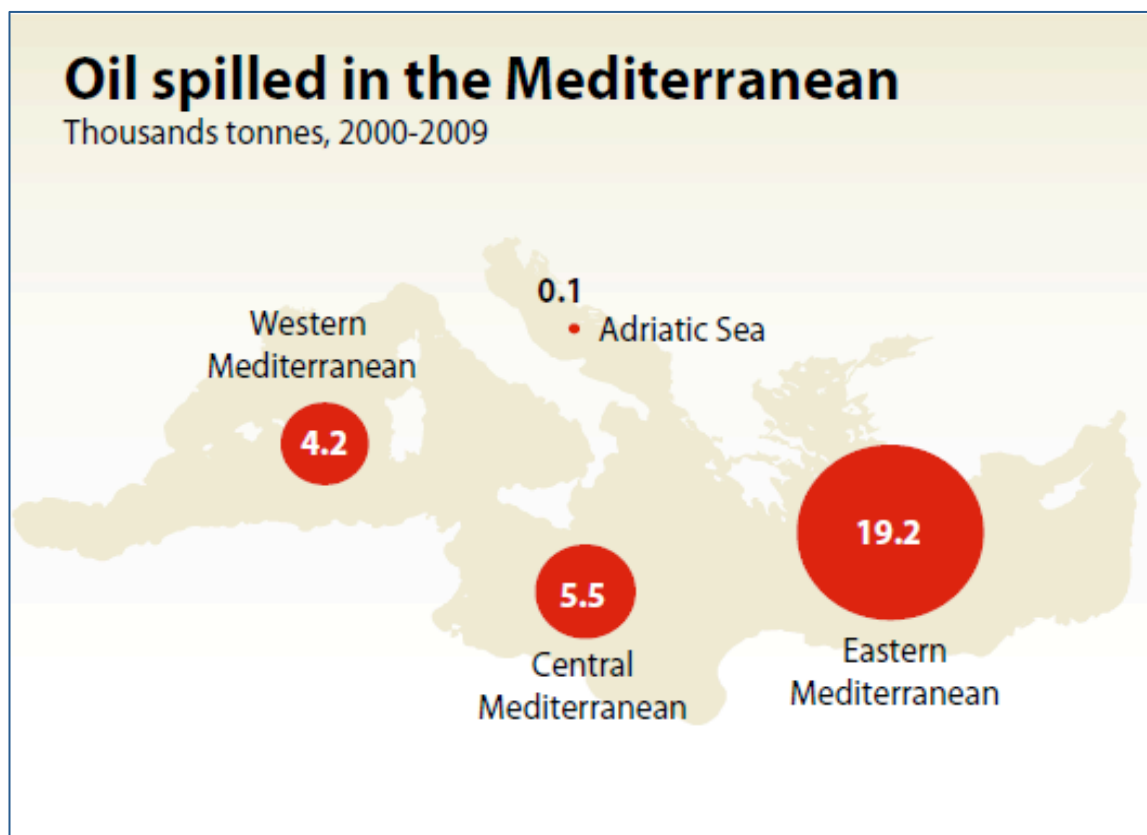 Oil spilled in the Mediterranean
Thousands tonnes, 2000-2009
0.1
Adriatic Sea
Western
Mediterranean
4.2
19.2
5.5
Central
Mediterranean
Eastern
Mediterranean